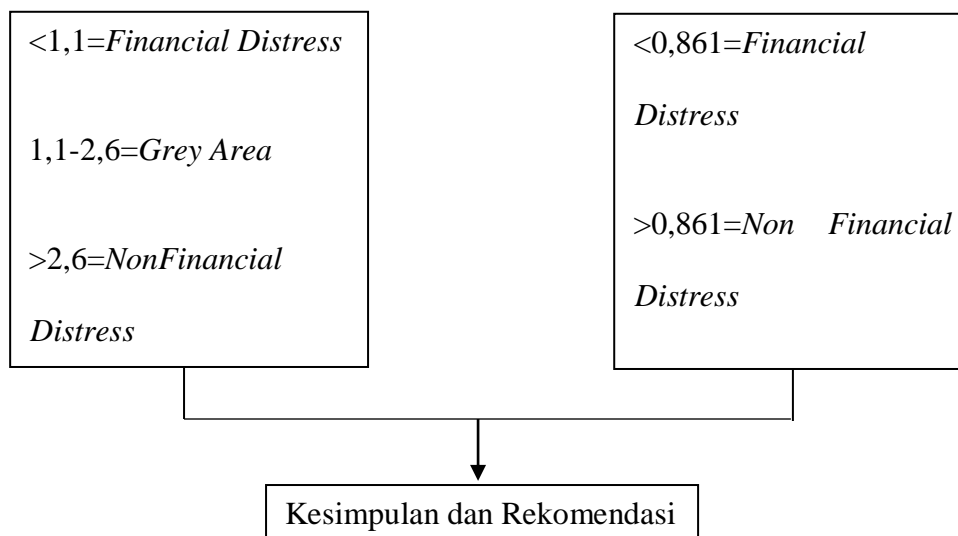 <1,1=Financial Distress
1,1-2,6=Grey Area
>2,6=NonFinancial
Distress
<0,861=Financial
Distress
>0,861=Non Financial
Distress
Kesimpulan dan Rekomendasi